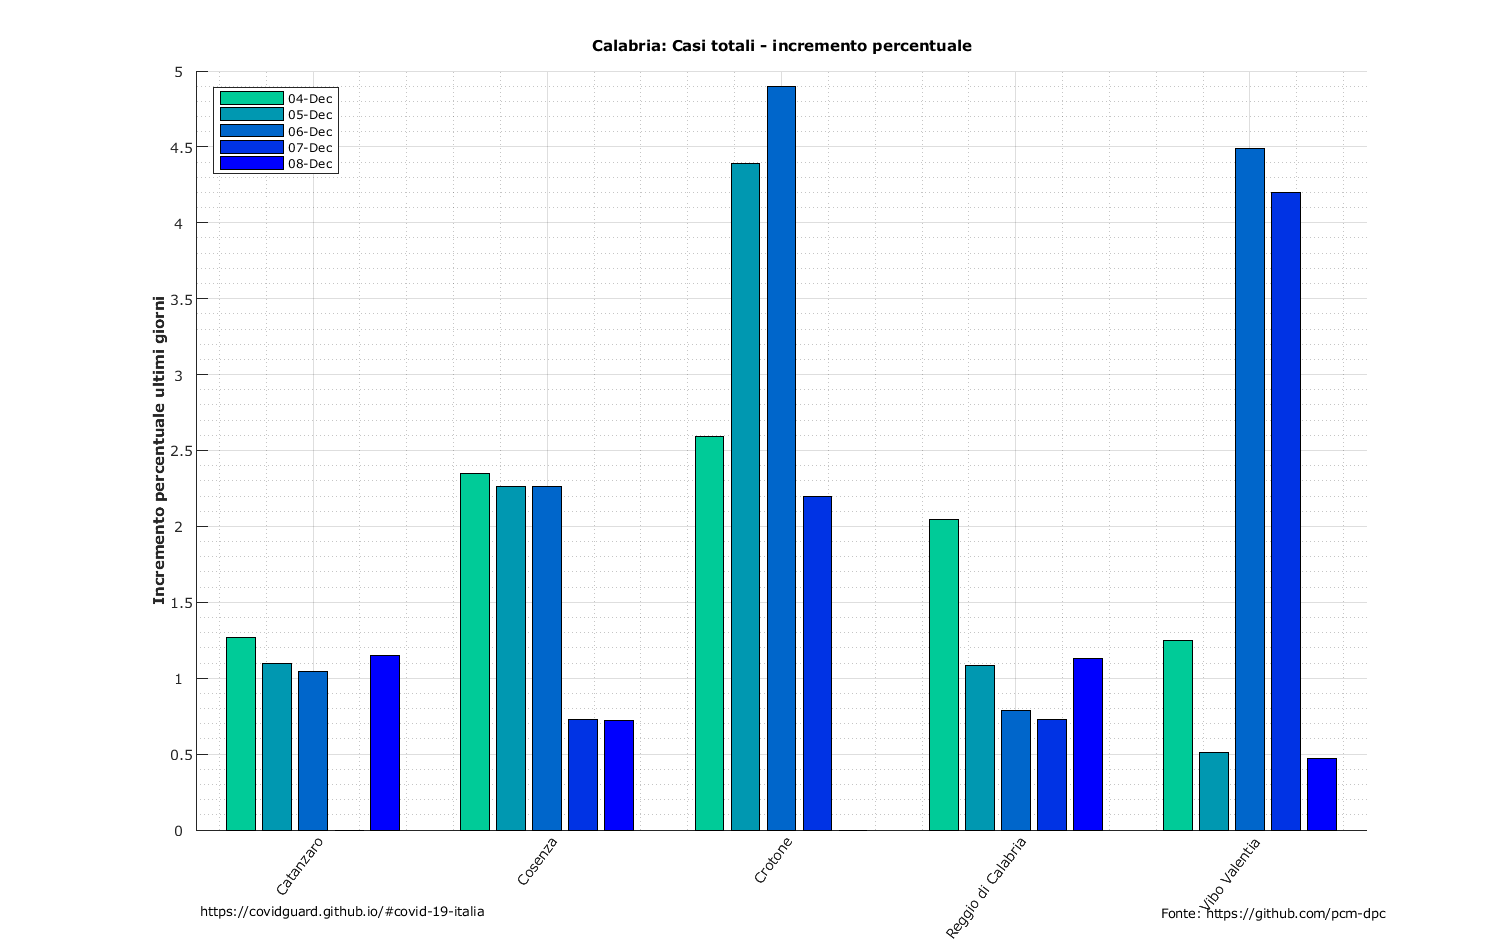 Calabria: Casi totali - incremento percentuale
04-Dec
05-Dec
06-Dec
07-Dec
08-Dec
5
4.5
4
3.5
3
2.5
2
1.5
1
0.5
0
Incremento percentuale ultimi giorni
Catanzaro
Cosenza
Crotone
Reggio di Calabria
Vibo Valentia
https://covidguard.github.io/#covid-19-italia
Fonte: https://github.com/pcm-dpc